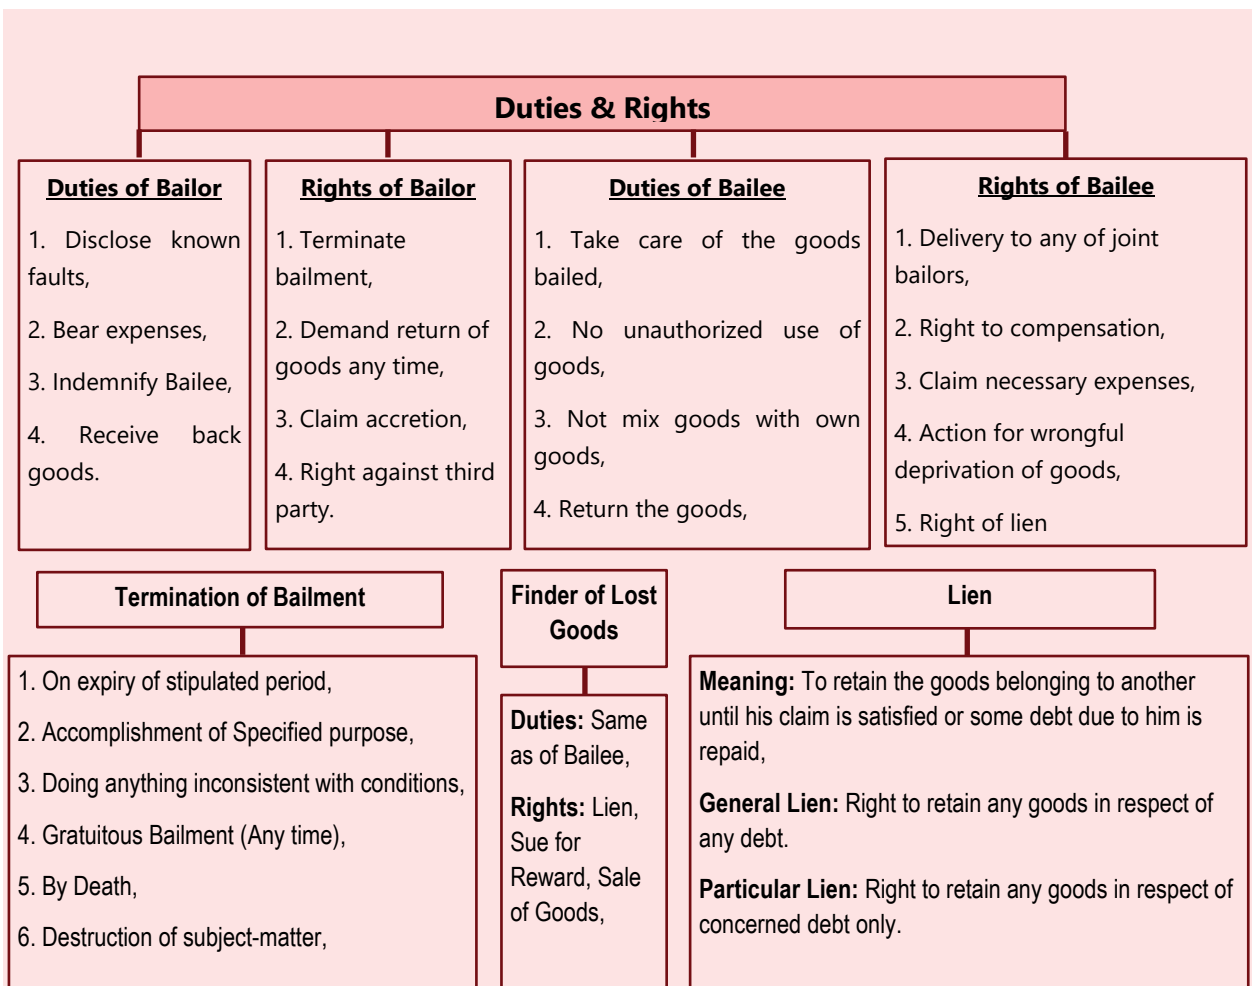 Duties & Rights
Duties of Bailor
1. Disclose known
faults,
2. Bear expenses,
3. Indemnify Bailee,
4. Receive back
goods.
Rights of Bailor
1. Terminate
bailment,
2. Demand return of
goods any time,
3. Claim accretion,
4. Right against third
party.
Duties of Bailee
1. Take care of the goods
bailed,
2. No unauthorized use of
goods,
3. Not mix goods with own
goods,
4. Return the goods,
Rights of Bailee
1. Delivery to any of joint
bailors,
2. Right to compensation,
3. Claim necessary expenses,
4. Action for wrongful
deprivation of goods,
5. Right of lien
Termination of Bailment
1. On expiry of stipulated period,
2. Accomplishment of Specified purpose,
3. Doing anything inconsistent with conditions,
4. Gratuitous Bailment (Any time),
5. By Death,
6. Destruction of subject-matter,
Finder of Lost
Goods
Duties: Same
as of Bailee,
Rights: Lien,
Sue for
Reward, Sale
of Goods,
Lien
Meaning: To retain the goods belonging to another
until his claim is satisfied or some debt due to him is
repaid,
General Lien: Right to retain any goods in respect of
any debt.
Particular Lien: Right to retain any goods in respect of
concerned debt only.